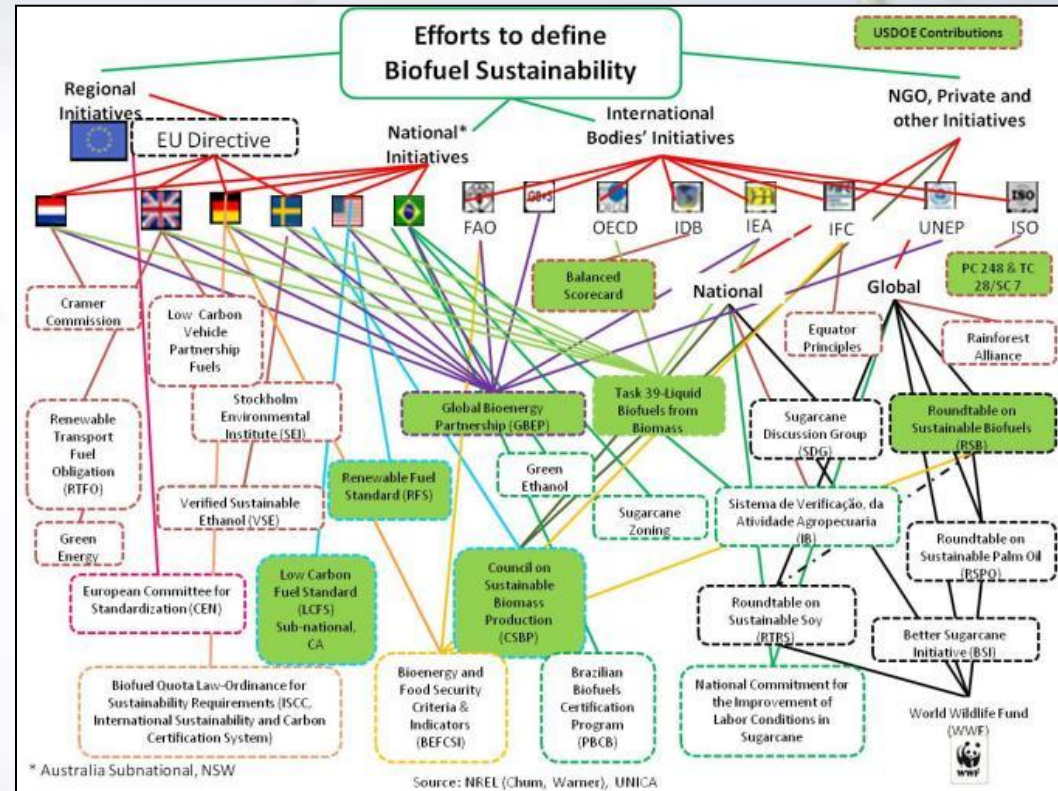 Efforts to define
Biofuel Sustainability
USDOE Contributions
Regional
Initiatives
EU Directive
National*
Initiatives
International
Bodies' Initiatives
NGO, Private and
other Initiatives
FAO
OECD
IDB
IEA
IFC
UNEP
ISO
ISO
Cramer
Commission
Low Carbon
Vehicle
Partnership
Fuels
Balanced
Scorecard
National
Global
PC 248 & TC
28/SC 7
Equator
Principles
Rainforest
Alliance
Renewable
Transport
Fuel
Obligation
(RTFO)
Stockholm
Environmental
Institute (SEI)
Global Bioenergy
Partnership (GBEP)
Task 39-Liquid
Biofuels from
Biomass
Sugarcane
Discussion Group
(SDG)
Roundtable on
Sustainable Biofuels
(RSB)
Renewable Fuel
Standard (RFS)
Green
Ethanol
Sugarcane
Zoning
Sistema de Verificação, da
Atividade Agropecuaria
(IB)
Verified Sustainable
Ethanol (VSE)
Green
Energy
Roundtable on
Sustainable Palm Oil
(RSPO)
European Committee for
Standardization (CEN)
Low Carbon
Fuel Standard
(LCFS)
Sub-national,
CA
Council on
Sustainable
Biomass
Production
(CSBP)
Roundtable on
Sustainable Soy
(RTRS)
Better Sugarcane
Initiative (BSI)
Biofuel Quota Law-Ordinance for
Sustainability Requirements (ISCC,
International Sustainability and Carbon
Certification System)
Bioenergy and
Food Security
Criteria &
Indicators
(BEFCSI)
Brazilian
Biofuels
Certification
Program
(PBCB)
National Commitment for
the Improvement of
Labor Conditions in
Sugarcane
World Wildlife Fund
(WWF)
WWF
* Australia Subnational, NSW
Source: NREL (Chum, Warner), UNICA